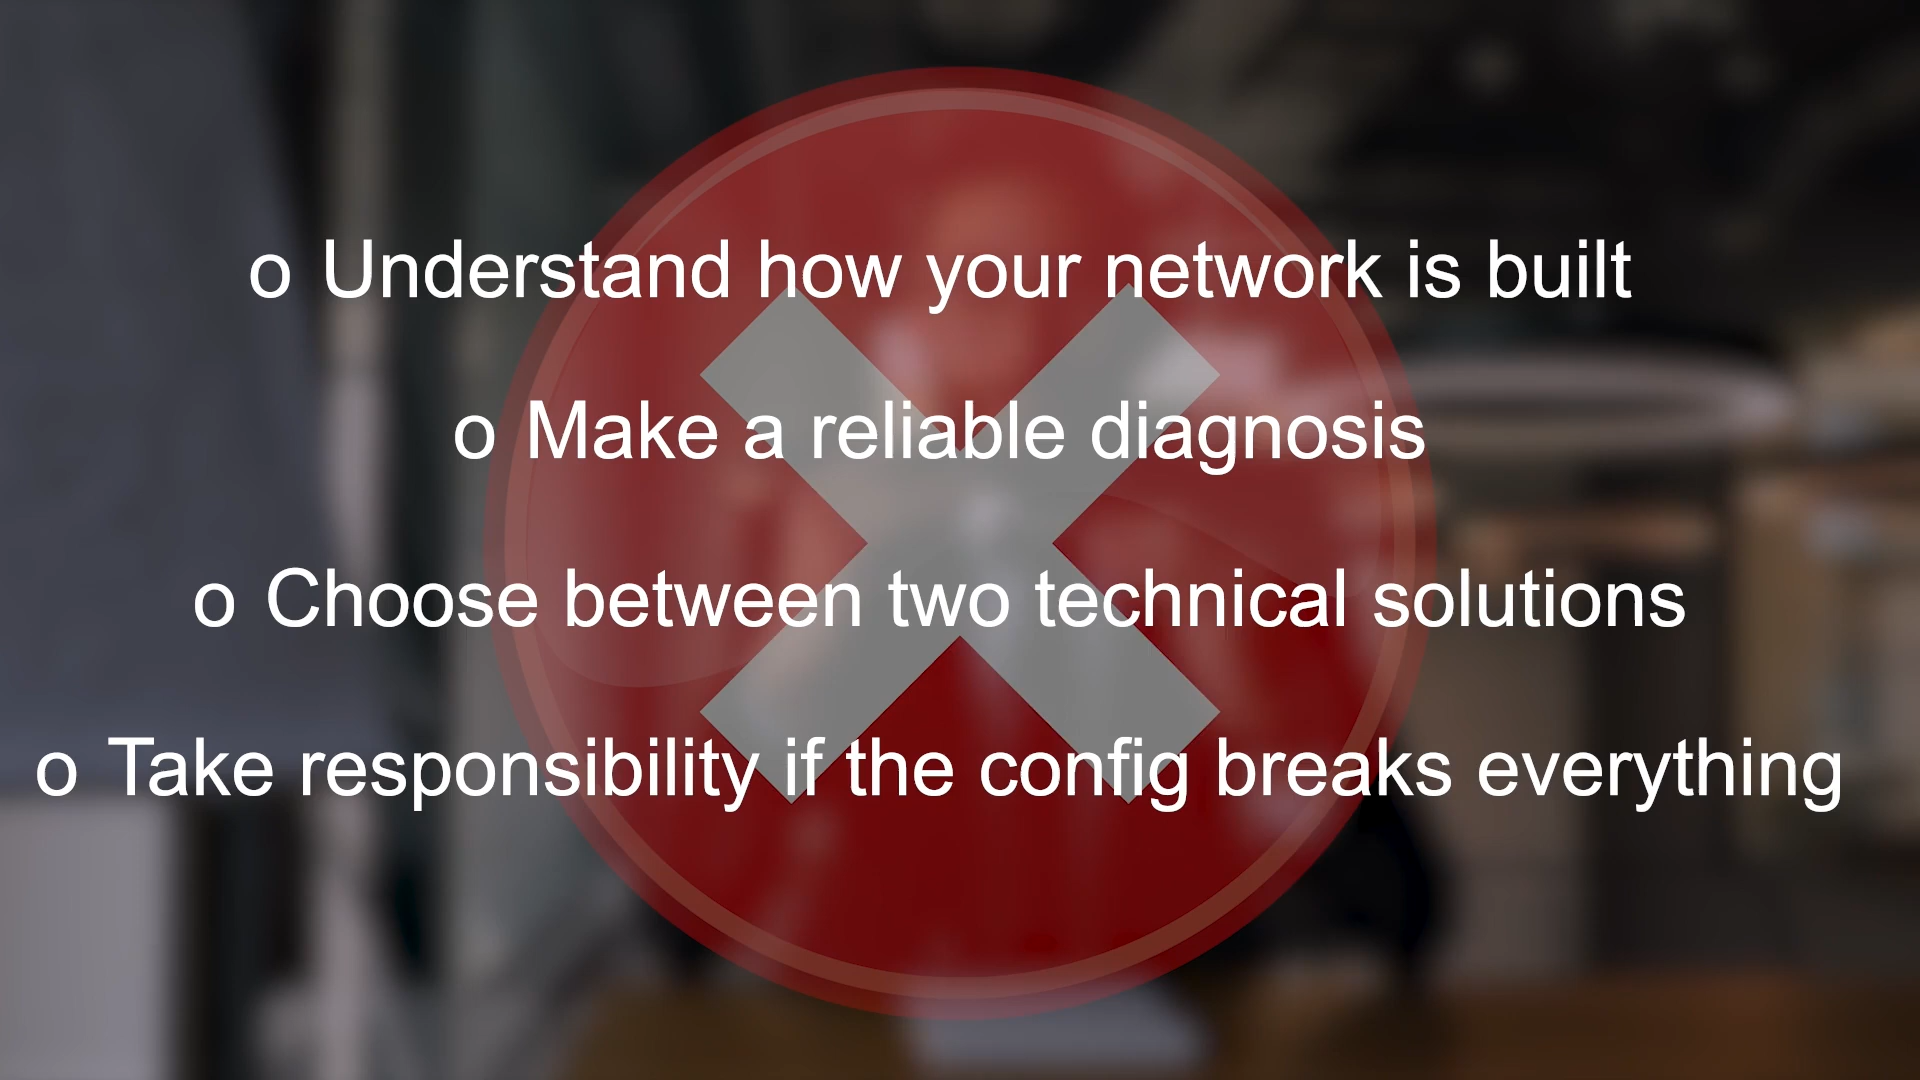 o Understand how your network is built
o Make a reliable diagnosis
o Choose between two technical solutions
o Take responsibility if the config breaks everything